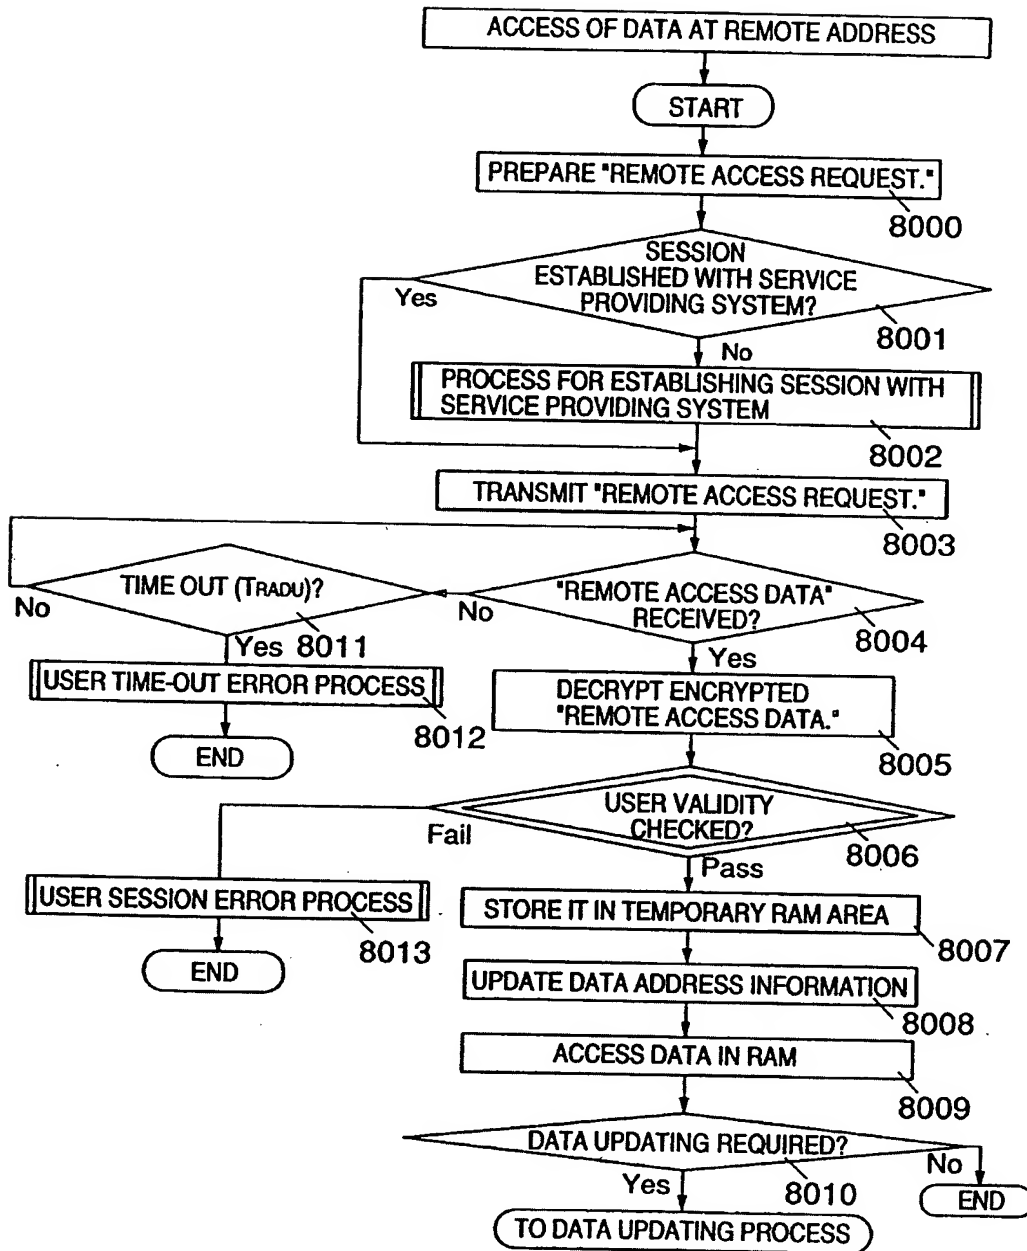 ACCESS OF DATA AT REMOTE ADDRESS
START
PREPARE "REMOTE ACCESS REQUEST."
8000
SESSION
ESTABLISHED WITH SERVICE
PROVIDING SYSTEM?
Yes
8001
No
PROCESS FOR ESTABLISHING SESSION WITH
SERVICE PROVIDING SYSTEM
8002
TRANSMIT "REMOTE ACCESS REQUEST."
8003
TIME OUT (TRADU)?
No
8011
Yes
"REMOTE ACCESS DATA"
RECEIVED?
No
8004
Yes
USER TIME-OUT ERROR PROCESS
8012
END
DECRYPT ENCRYPTED
"REMOTE ACCESS DATA."
8005
USER VALIDITY
CHECKED?
Fail
8006
Pass
USER SESSION ERROR PROCESS
8013
END
STORE IT IN TEMPORARY RAM AREA
8007
UPDATE DATA ADDRESS INFORMATION
8008
ACCESS DATA IN RAM
8009
DATA UPDATING REQUIRED?
No
Yes
8010
END
TO DATA UPDATING PROCESS